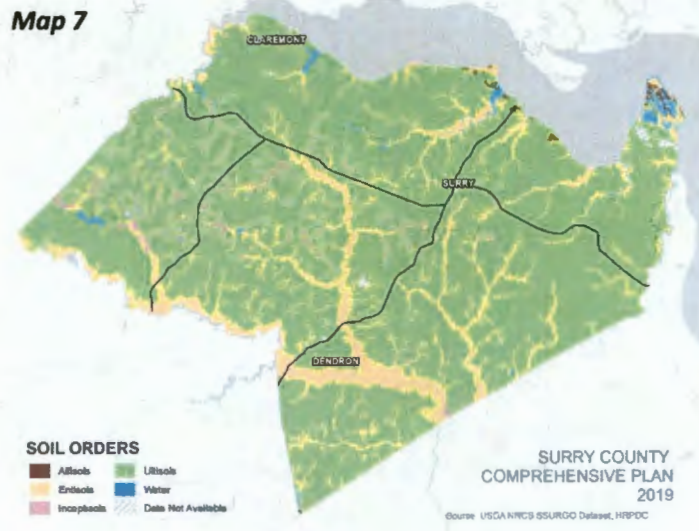 Map 7
CLAREMONT
SURRY
DENDRON
SOIL ORDERS
Alfisols
Ultisols
Entisols
Water
Inceptisols
Data Not Available
SURRY COUNTY
COMPREHENSIVE PLAN
2019
Source: USDA NRCS SSURGO Dataset, HRPDC